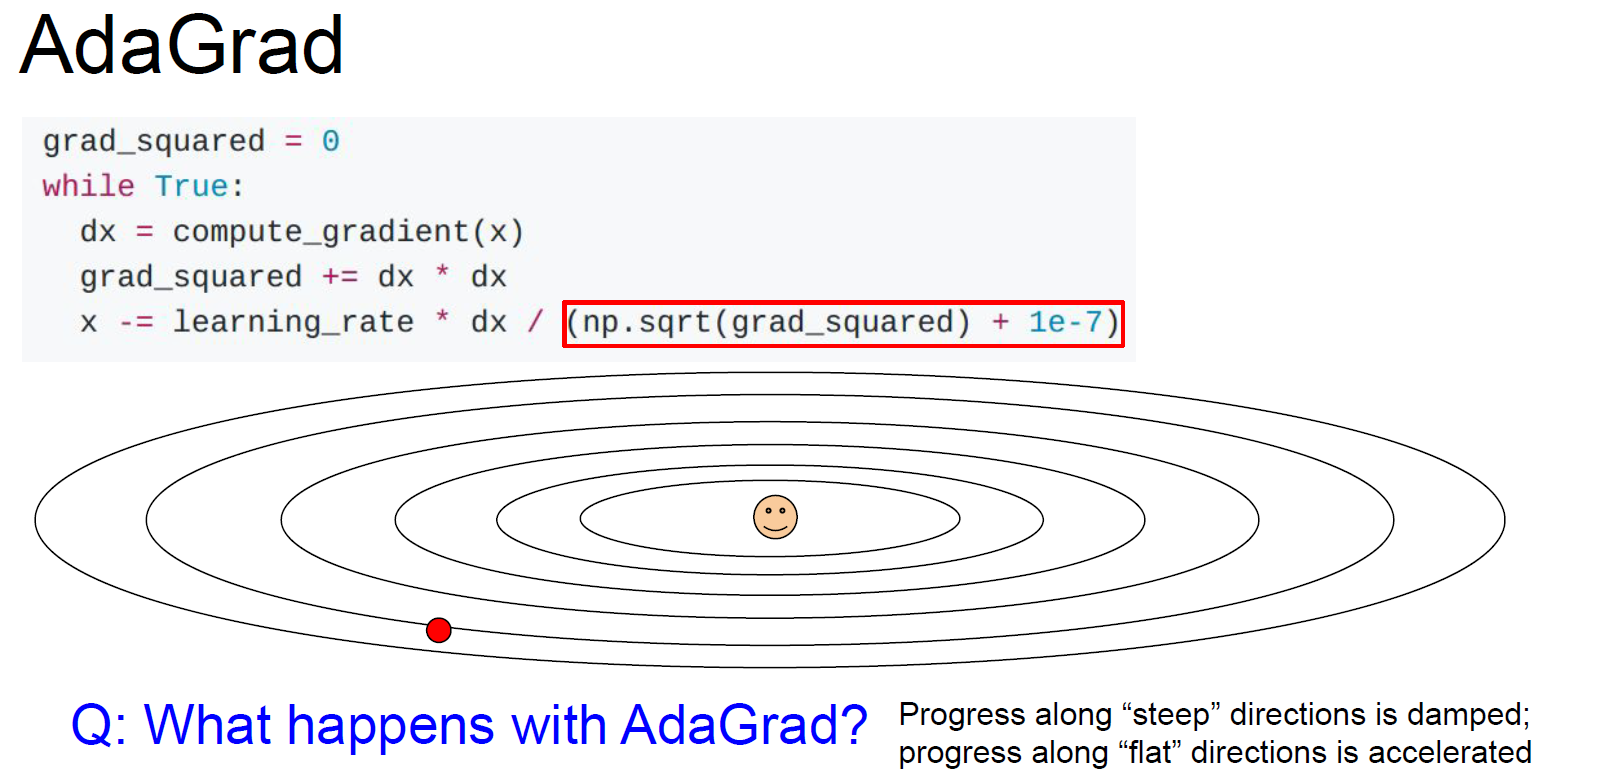 AdaGrad
grad_squared = 0
while True:
  dx = compute_gradient(x)
  grad_squared += dx * dx
  x -= learning_rate * dx / (np.sqrt(grad_squared) + 1e-7)
Q: What happens with AdaGrad?
Progress along “steep” directions is damped;
progress along “flat” directions is accelerated